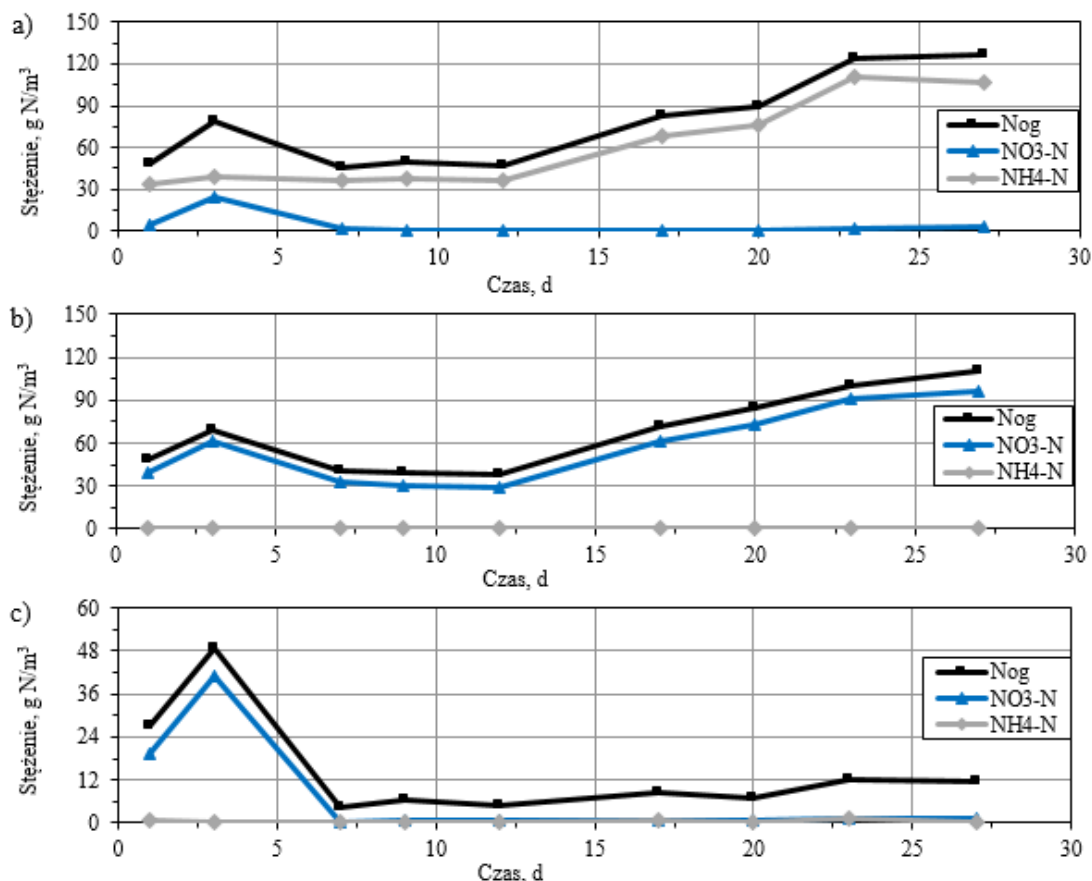 a)
Stężenie, g N/m³
150
120
90
60
30
0
0 5 10 15 20 25 30
Czas, d
Nog
NO3-N
NH4-N
b)
Stężenie, g N/m³
150
120
90
60
30
0
0 5 10 15 20 25 30
Czas, d
Nog
NO3-N
NH4-N
c)
Stężenie, g N/m³
60
48
36
24
12
0
0 5 10 15 20 25 30
Czas, d
Nog
NO3-N
NH4-N